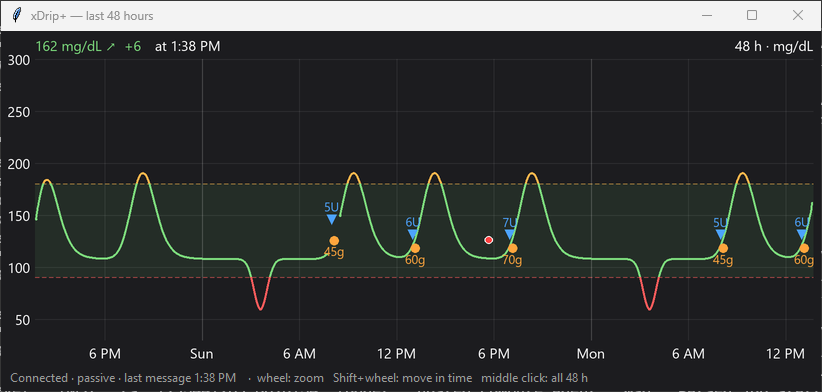 xDrip+ — last 48 hours
162 mg/dL ↗ +6 at 1:38 PM 48 h · mg/dL
300
250
200
150
100
50
5U
45g
6U
60g
7U
70g
5U
45g
6U
60g
6 PM Sun 6 AM 12 PM 6 PM Mon 6 AM 12 PM
Connected · passive · last message 1:38 PM · wheel: zoom Shift+wheel: move in time middle click: all 48 h